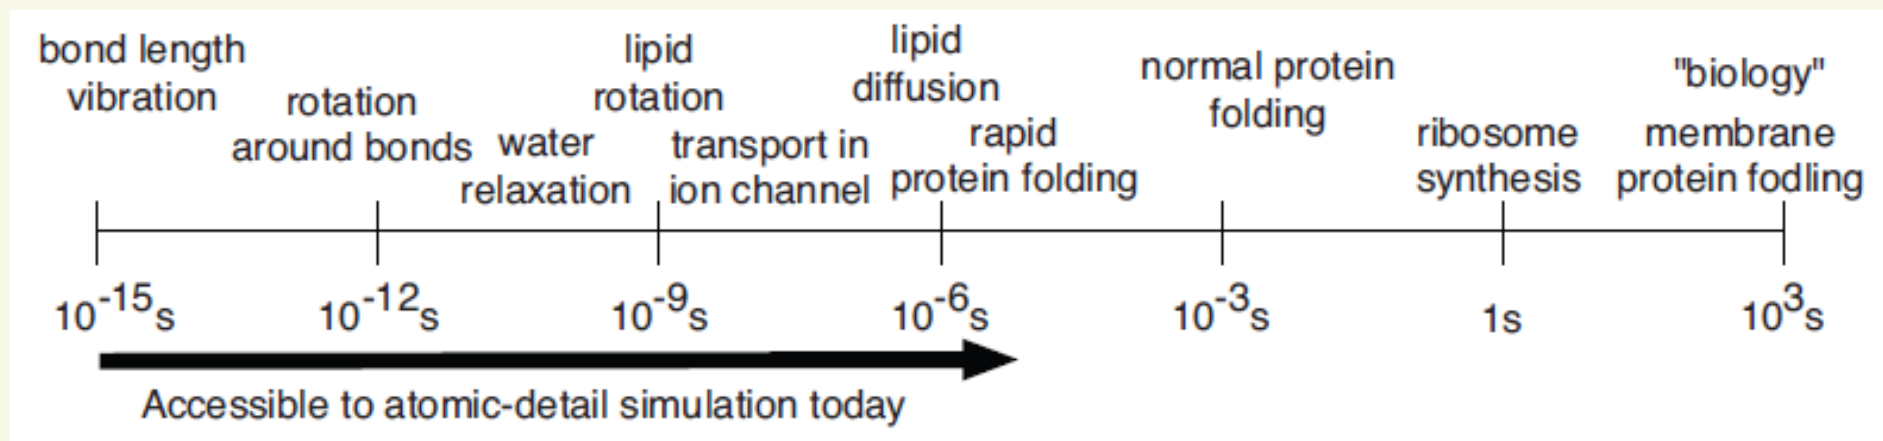 bond length
vibration
rotation
around bonds
water
relaxation
lipid
rotation
transport in
ion channel
lipid
diffusion
rapid
protein folding
normal protein
folding
ribosome
synthesis
"biology"
membrane
protein fodling
10-15s
10-12s
10-9s
10-6s
10-3s
1s
103s
Accessible to atomic-detail simulation today